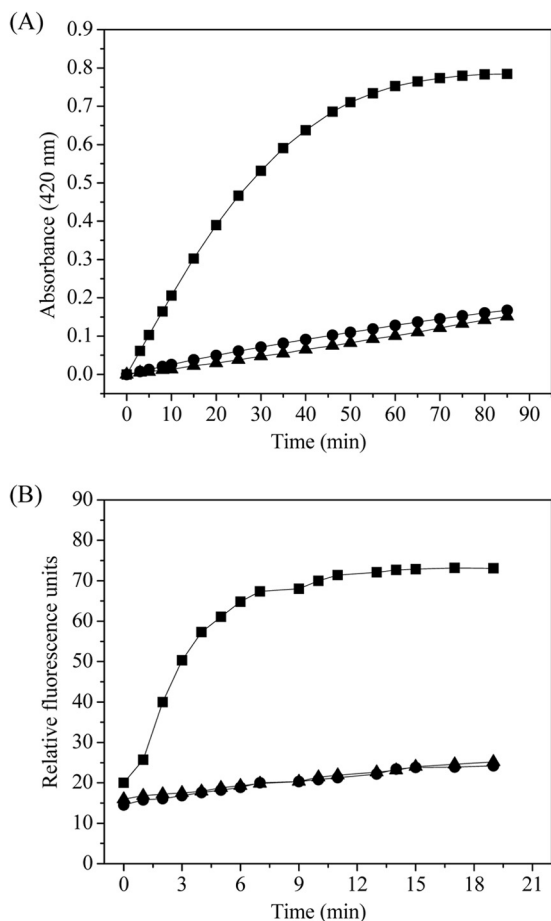 (A)
Absorbance (420 nm)
0.9
0.8
0.7
0.6
0.5
0.4
0.3
0.2
0.1
0.0
0 10 20 30 40 50 60 70 80 90
Time (min)
(B)
Relative fluorescence units
90
80
70
60
50
40
30
20
10
0
0 3 6 9 12 15 18 21
Time (min)